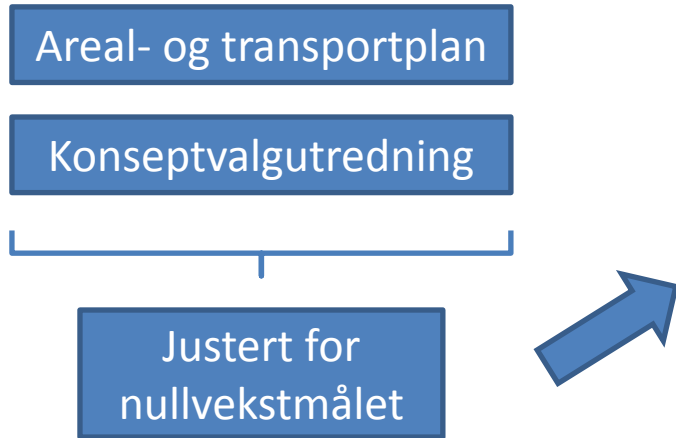 Areal- og transportplan
Konseptvalgutredning
Justert for
nullvekstmålet